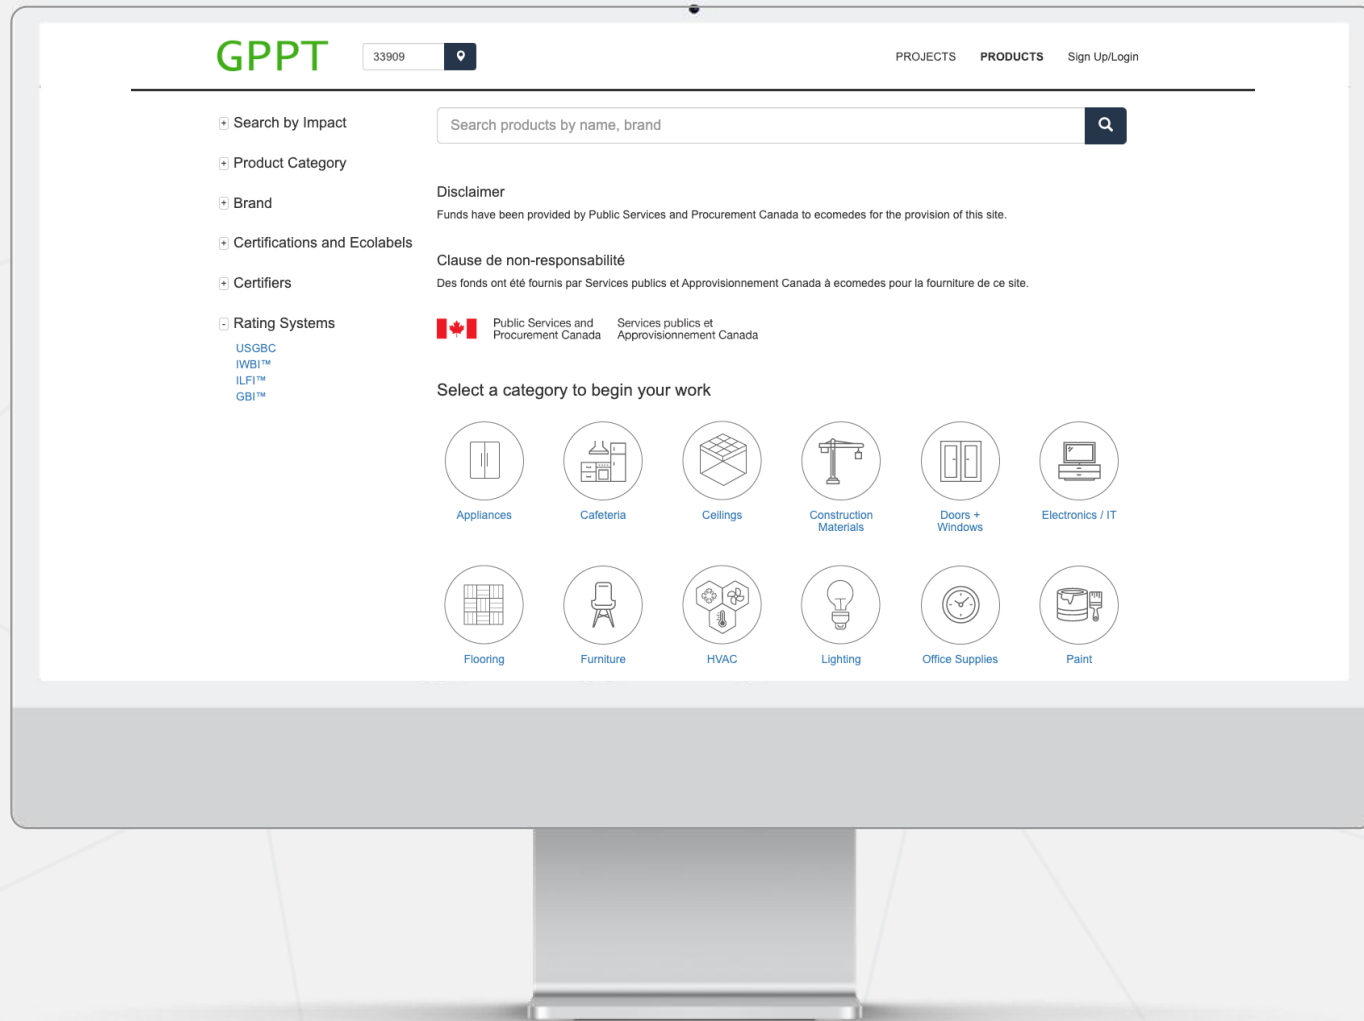 GPPT
33909
PROJECTS PRODUCTS Sign Up/Login
Search by Impact
Product Category
Brand
Certifications and Ecolabels
Certifiers
Rating Systems
USGBC
IWBI™
ILFI™
GBI™
Search products by name, brand
Disclaimer
Funds have been provided by Public Services and Procurement Canada to ecomedes for the provision of this site.
Clause de non-responsabilité
Des fonds ont été fournis par Services publics et Approvisionnement Canada à ecomedes pour la fourniture de ce site.
Public Services and
Procurement Canada
Services publics et
Approvisionnement Canada
Select a category to begin your work
Appliances
Cafeteria
Ceilings
Construction
Materials
Doors +
Windows
Electronics / IT
Flooring
Furniture
HVAC
Lighting
Office Supplies
Paint